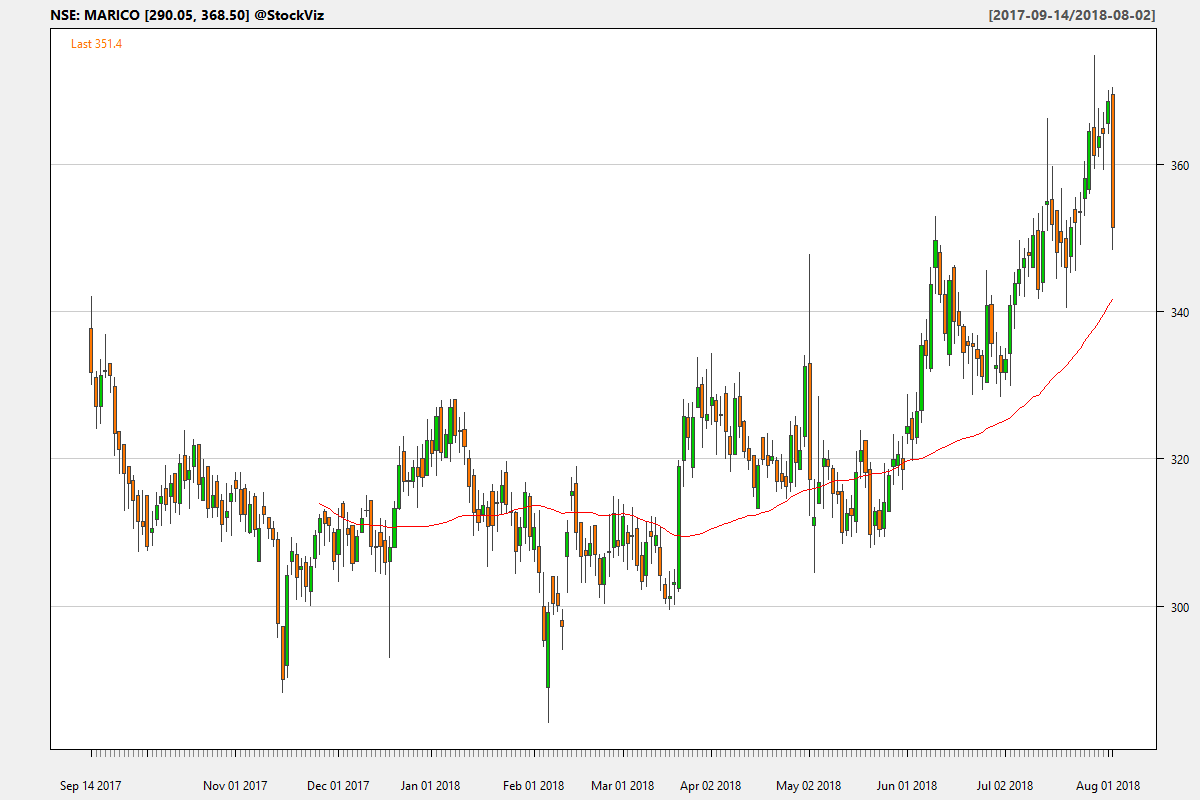 NSE: MARICO [290.05, 368.50] @StockViz [2017-09-14/2018-08-02]
Last 351.4
360
340
320
300
Sep 14 2017 Nov 01 2017 Dec 01 2017 Jan 01 2018 Feb 01 2018 Mar 01 2018 Apr 02 2018 May 02 2018 Jun 01 2018 Jul 02 2018 Aug 01 2018